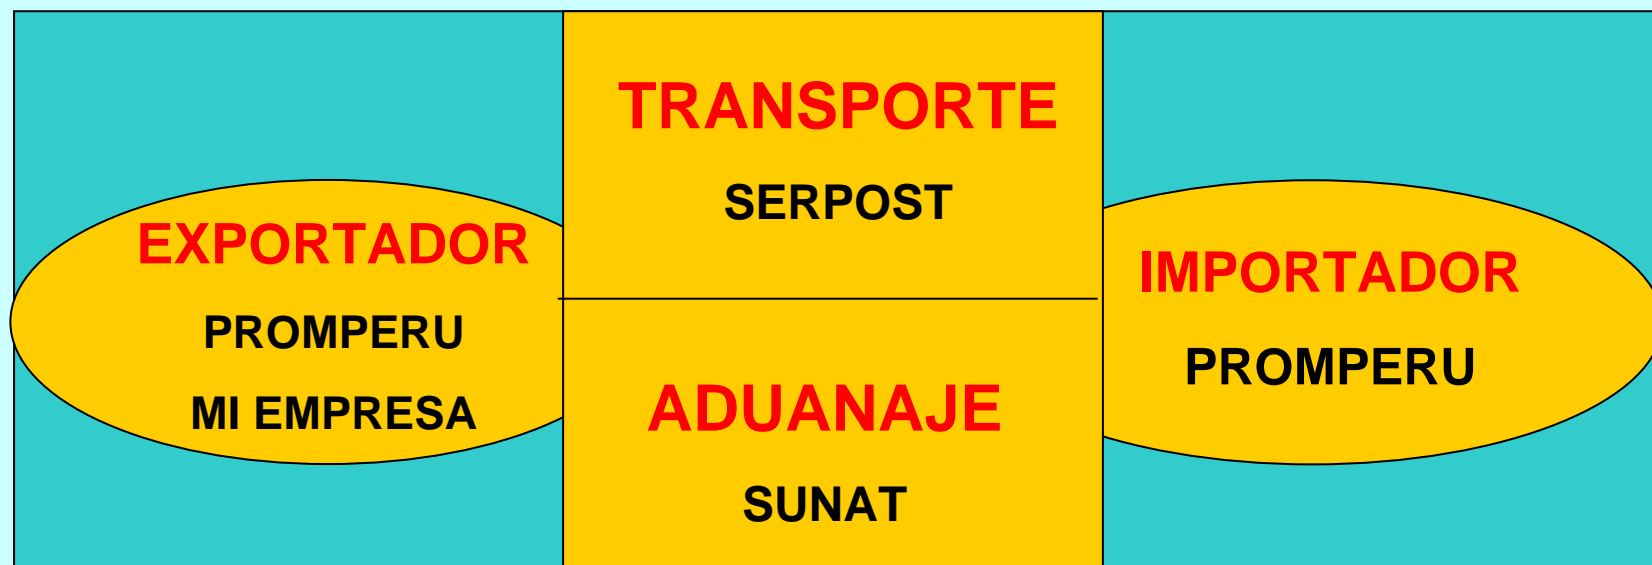 EXPORTADOR
PROMPERU
MI EMPRESA
TRANSPORTE
SERPOST
ADUANAJE
SUNAT
IMPORTADOR
PROMPERU